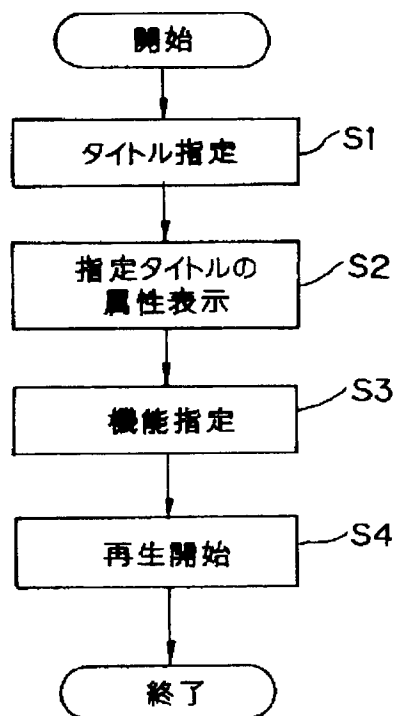 開始
タイトル指定
S1
指定タイトルの
属性表示
S2
機能指定
S3
再生開始
S4
終了